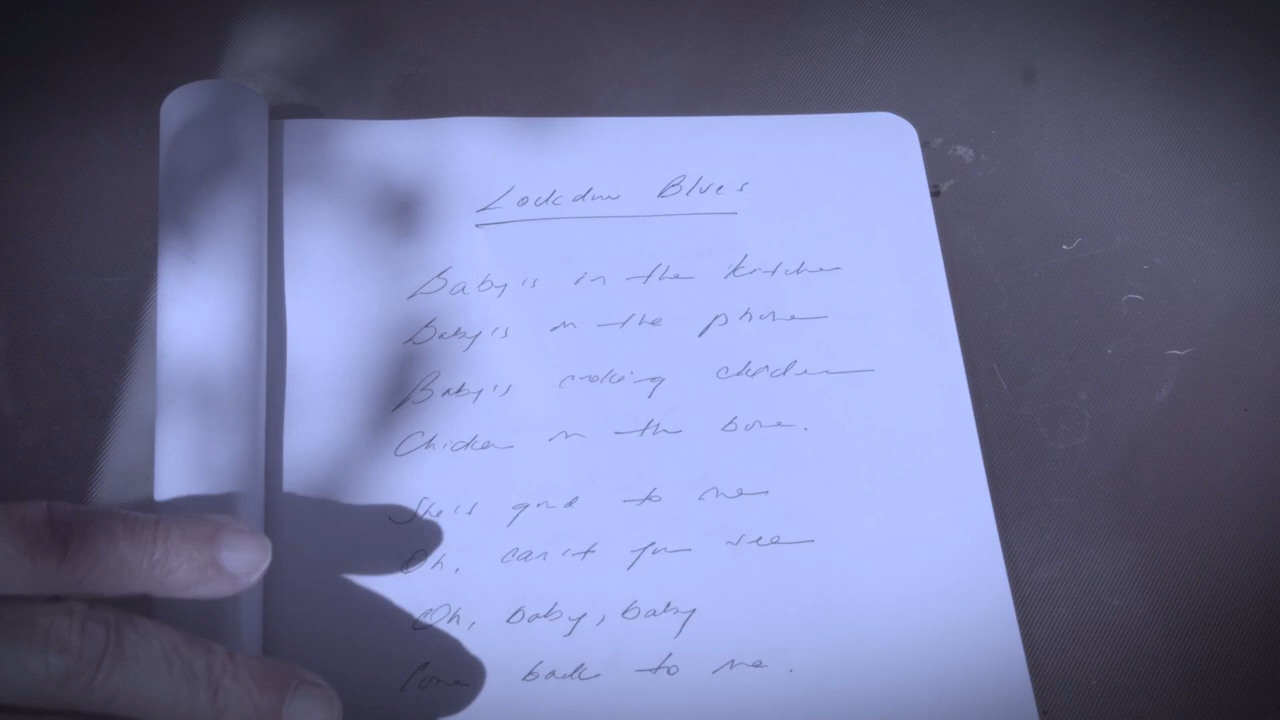 Lockdown Blues
Baby's in the kitchen
Baby's on the phone
Baby's cooking chicken
Chicken on the bone.
She's good to me
Oh, can't you see
Oh, baby, baby
Come back to me.